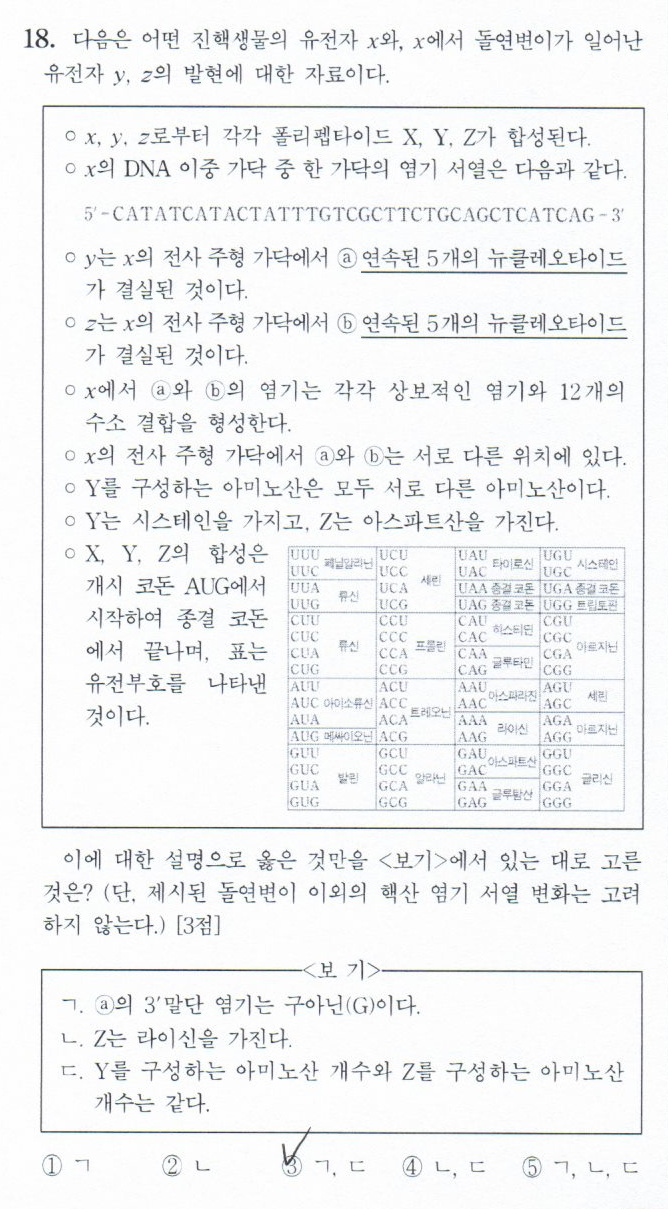 18. 다음은 어떤 진핵생물의 유전자 x와, x에서 돌연변이가 일어난
유전자 y, z의 발현에 대한 자료이다.
○ x, y, z로부터 각각 폴리펩타이드 X, Y, Z가 합성된다.
○ x의 DNA 이중 가닥 중 한 가닥의 염기 서열은 다음과 같다.
5′-CATATCATACTATTTGTCGCTTCTGCAGCTCATCAG-3′
○ y는 x의 전사 주형 가닥에서 ⓐ 연속된 5개의 뉴클레오타이드
가 결실된 것이다.
○ z는 x의 전사 주형 가닥에서 ⓑ 연속된 5개의 뉴클레오타이드
가 결실된 것이다.
○ x에서 ⓐ와 ⓑ의 염기는 각각 상보적인 염기와 12개의
수소 결합을 형성한다.
○ x의 전사 주형 가닥에서 ⓐ와 ⓑ는 서로 다른 위치에 있다.
○ Y를 구성하는 아미노산은 모두 서로 다른 아미노산이다.
○ Y는 시스테인을 가지고, Z는 아스파트산을 가진다.
○ X, Y, Z의 합성은
개시 코돈 AUG에서
시작하여 종결 코돈
에서 끝나며, 표는
유전부호를 나타낸
것이다.
UUU 페닐알라닌 UCU 세린 UAU 타이로신 UGU 시스테인
UUC UCC UAC UGC
UUA 류신 UCA UAA 종결 코돈 UGA 종결 코돈
UUG UCG UAG 종결 코돈 UGG 트립토판
CUU 류신 CCU 프롤린 CAU 히스티딘 CGU 아르지닌
CUC CCC CAC CGC
CUA CCA CAA 글루타민 CGA
CUG CCG CAG CGG
AUU 아이소류신 ACU 트레오닌 AAU 아스파라진 AGU 세린
AUC ACC AAC AGC
AUA ACA AAA 라이신 AGA 아르지닌
AUG 메싸이오닌 ACG AAG AGG
GUU 발린 GCU 알라닌 GAU 아스파트산 GGU 글리신
GUC GCC GAC GGC
GUA GCA GAA 글루탐산 GGA
GUG GCG GAG GGG
이에 대한 설명으로 옳은 것만을 <보기>에서 있는 대로 고른
것은? (단, 제시된 돌연변이 이외의 핵산 염기 서열 변화는 고려
하지 않는다.) [3점]
<보 기>
ㄱ. ⓐ의 3′말단 염기는 구아닌(G)이다.
ㄴ. Z는 라이신을 가진다.
ㄷ. Y를 구성하는 아미노산 개수와 Z를 구성하는 아미노산
개수는 같다.
① ㄱ ② ㄴ ③ ㄱ, ㄷ ④ ㄴ, ㄷ ⑤ ㄱ, ㄴ, ㄷ